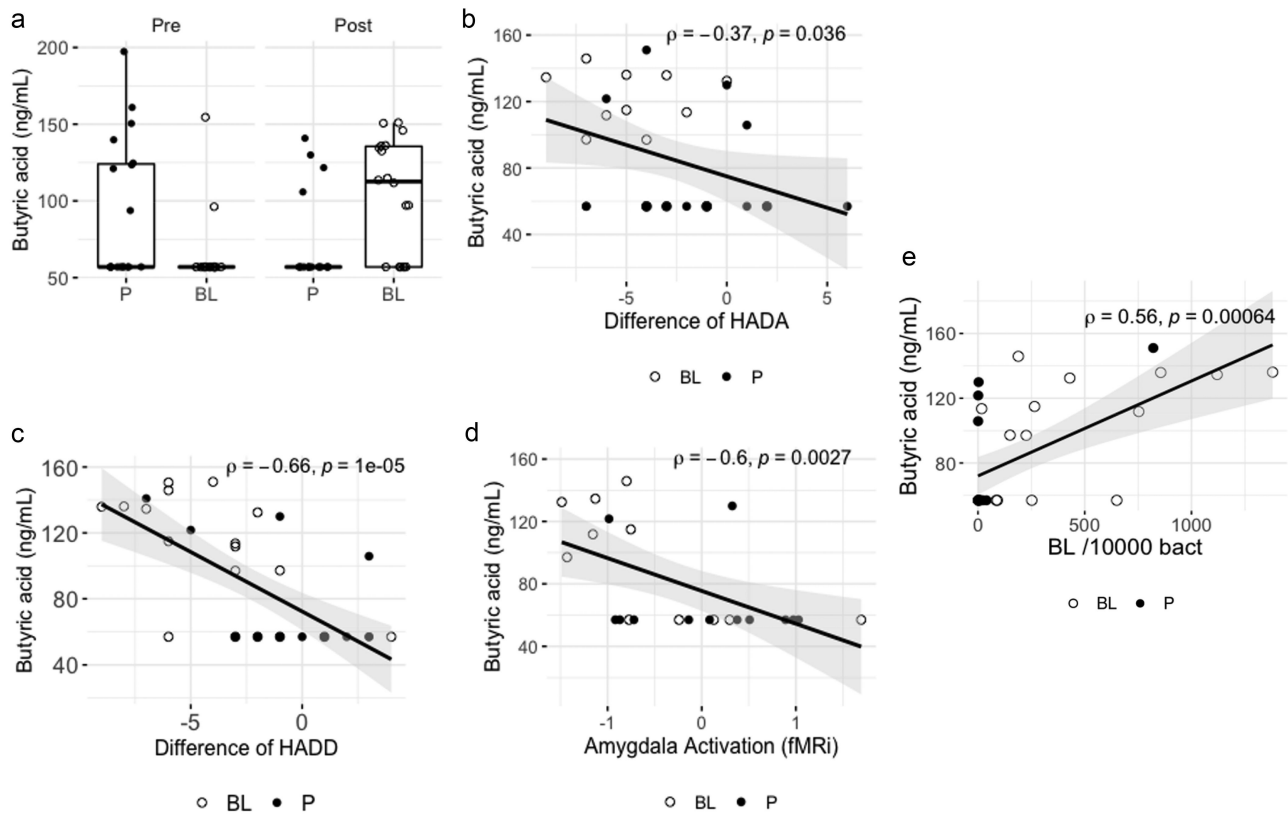 a
Pre
Post
Butyric acid (ng/mL)
200
150
100
50
P
BL
P
BL
b
ρ = −0.37, p = 0.036
Butyric acid (ng/mL)
160
120
80
40
-5
0
5
Difference of HADA
BL
P
c
ρ = −0.66, p = 1e-05
Butyric acid (ng/mL)
160
120
80
40
-5
0
Difference of HADD
BL
P
d
ρ = −0.6, p = 0.0027
Butyric acid (ng/mL)
160
120
80
40
-1
0
1
Amygdala Activation (fMRi)
BL
P
e
ρ = 0.56, p = 0.00064
Butyric acid (ng/mL)
160
120
80
0
500
1000
BL /10000 bact
BL
P